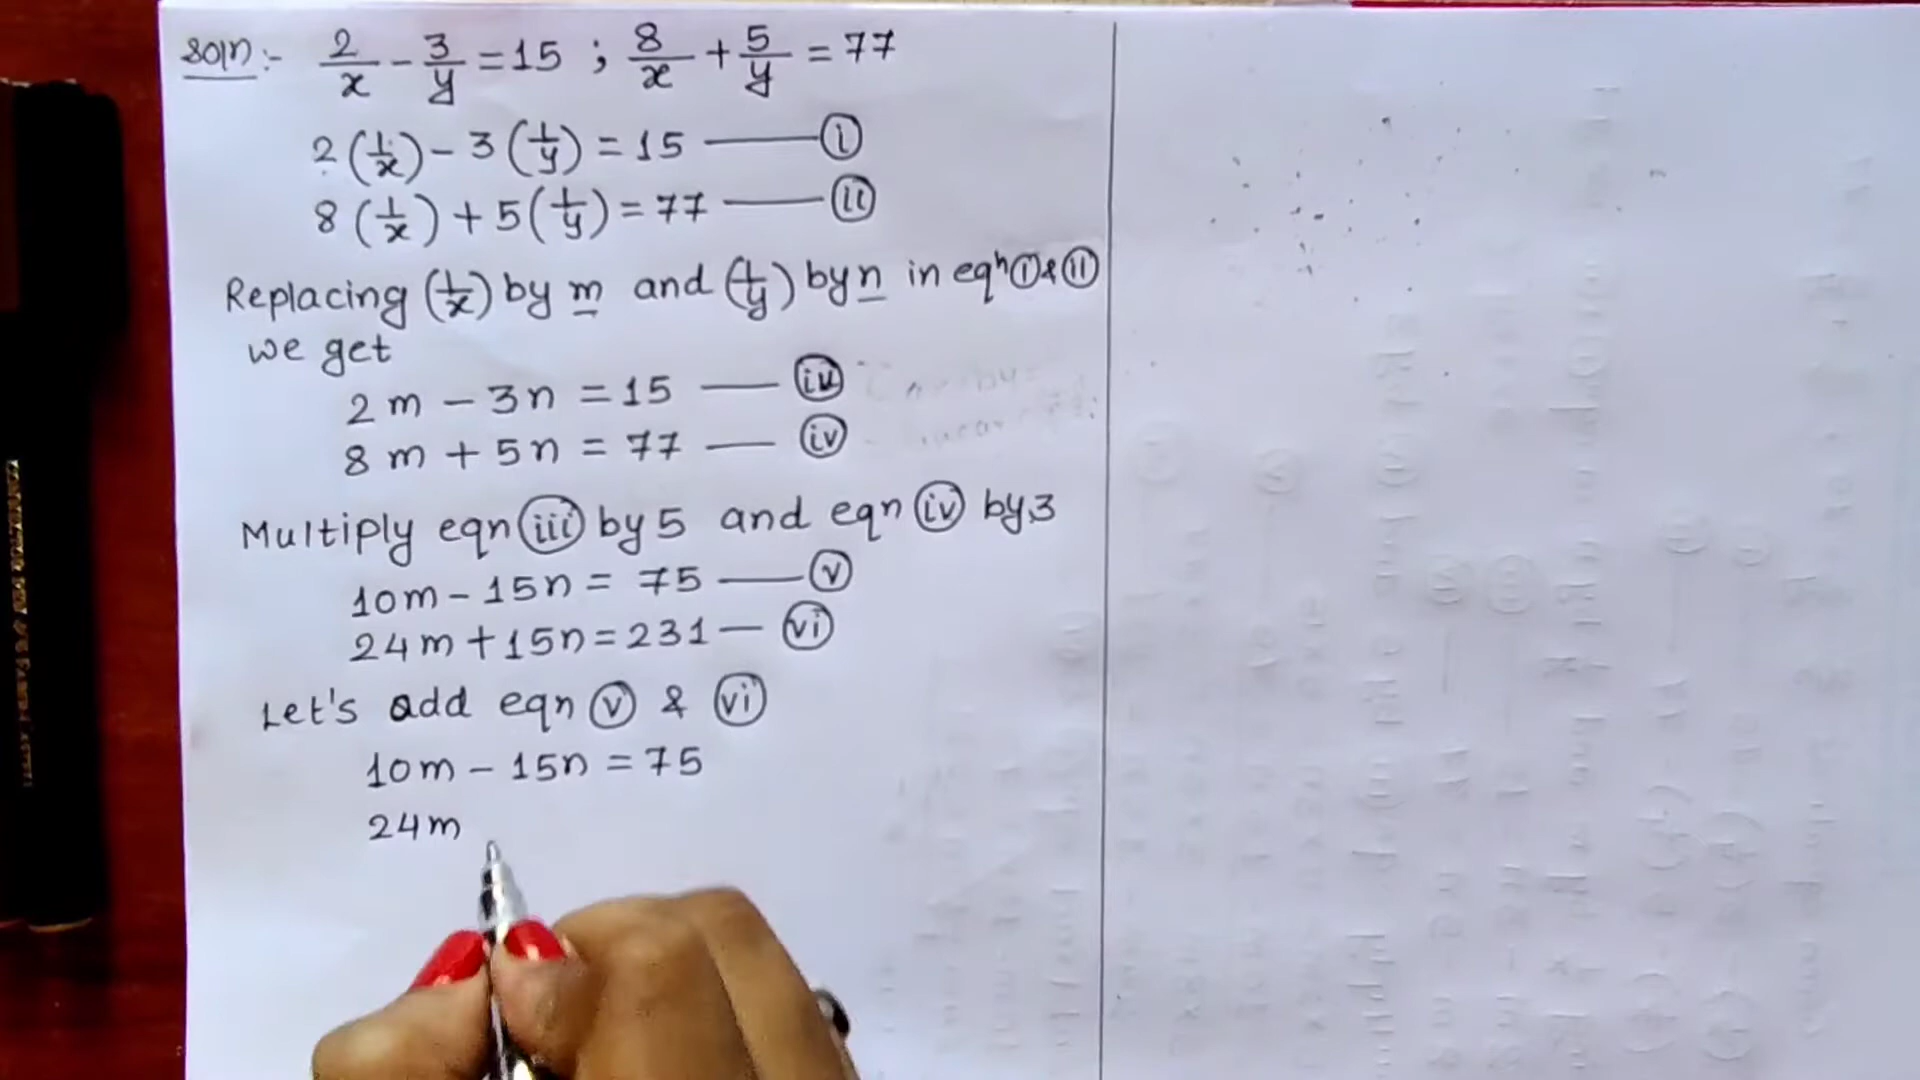 soln:- 2/x - 3/y = 15 ; 8/x + 5/y = 77
2(1/x) - 3(1/y) = 15 —— (i)
8(1/x) + 5(1/y) = 77 —— (ii)
Replacing (1/x) by m and (1/y) by n in eqn (i) & (ii)
we get
2m - 3n = 15 —— (iii)
8m + 5n = 77 —— (iv)
Multiply eqn (iii) by 5 and eqn (iv) by 3
10m - 15n = 75 —— (v)
24m + 15n = 231 — (vi)
Let's add eqn (v) & (vi)
10m - 15n = 75
24m